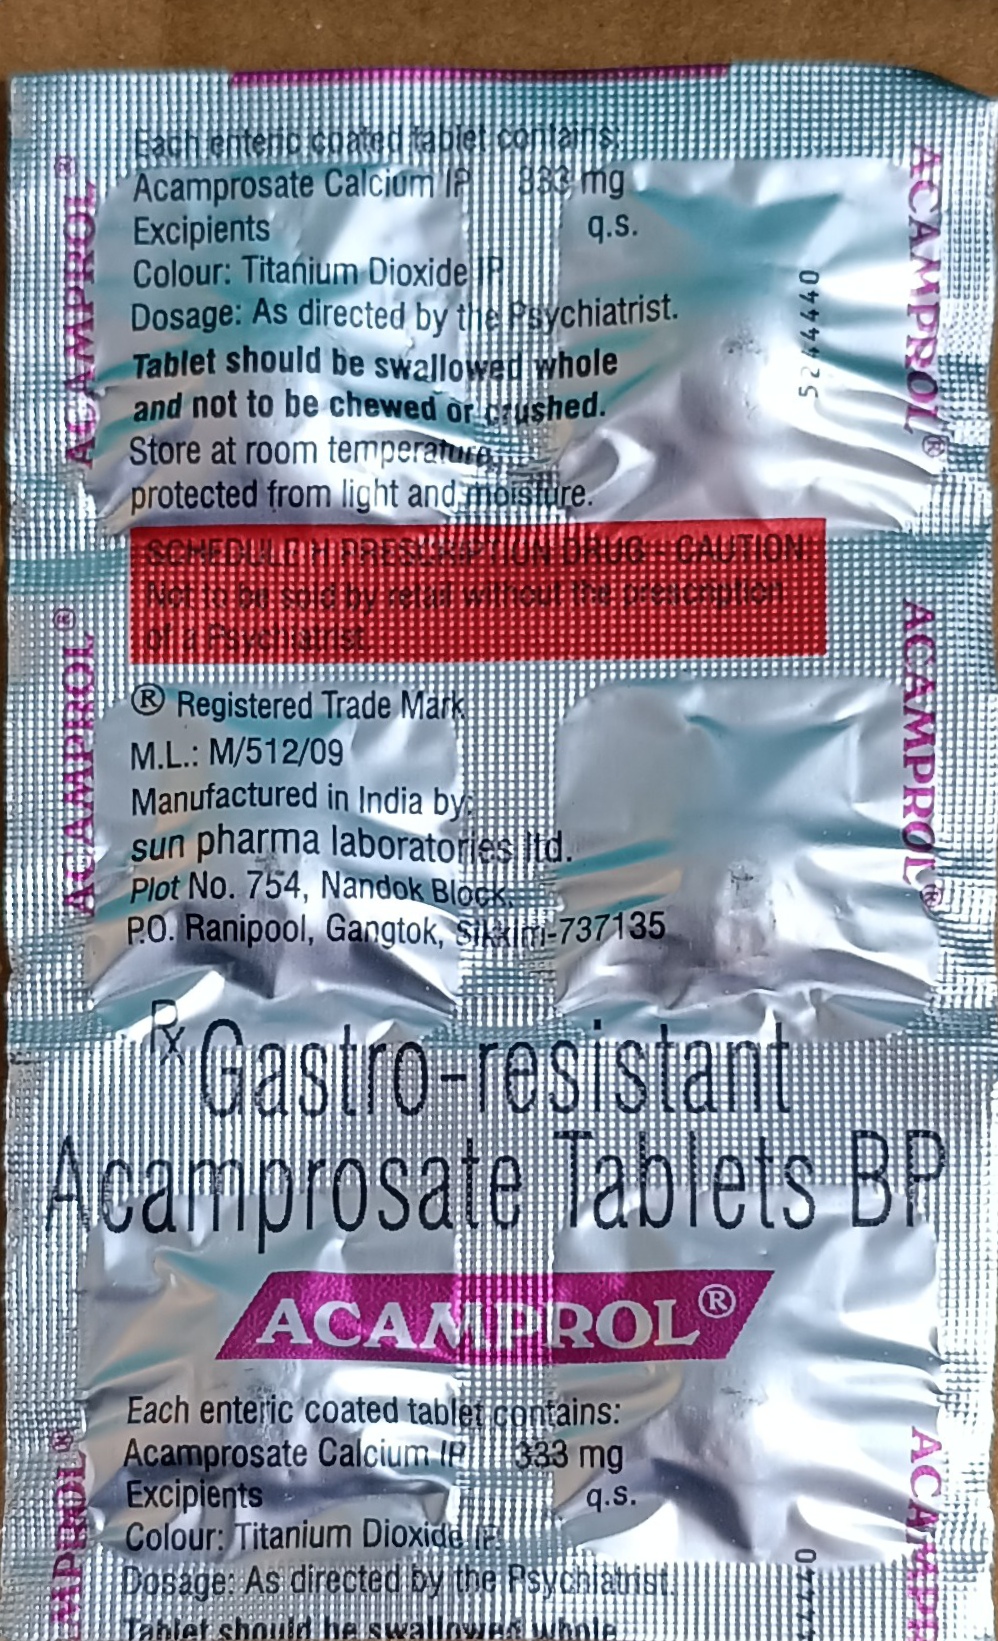 Each enteric coated tablet contains:
Acamprosate Calcium IP 333 mg
Excipients q.s.
Colour: Titanium Dioxide IP
Dosage: As directed by the Psychiatrist.
Tablet should be swallowed whole
and not to be chewed or crushed.
Store at room temperature,
protected from light and moisture.
SCHEDULE H PRESCRIPTION DRUG - CAUTION
Not to be sold by retail without the prescription
of a Psychiatrist.
® Registered Trade Mark
M.L.: M/512/09
Manufactured in India by:
sun pharma laboratories ltd.
Plot No. 754, Nandok Block,
P.O. Ranipool, Gangtok, Sikkim-737135
Rx Gastro-resistant
Acamprosate Tablets BP
ACAMPROL®
Each enteric coated tablet contains:
Acamprosate Calcium IP 333 mg
Excipients q.s.
Colour: Titanium Dioxide IP
Dosage: As directed by the Psychiatrist.
Tablet should be swallowed whole
ACAMPROL®
ACAMPROL®
MPROL®
ACAMPROL®
ACAMPROL®
ACAMPR
5244440
44440